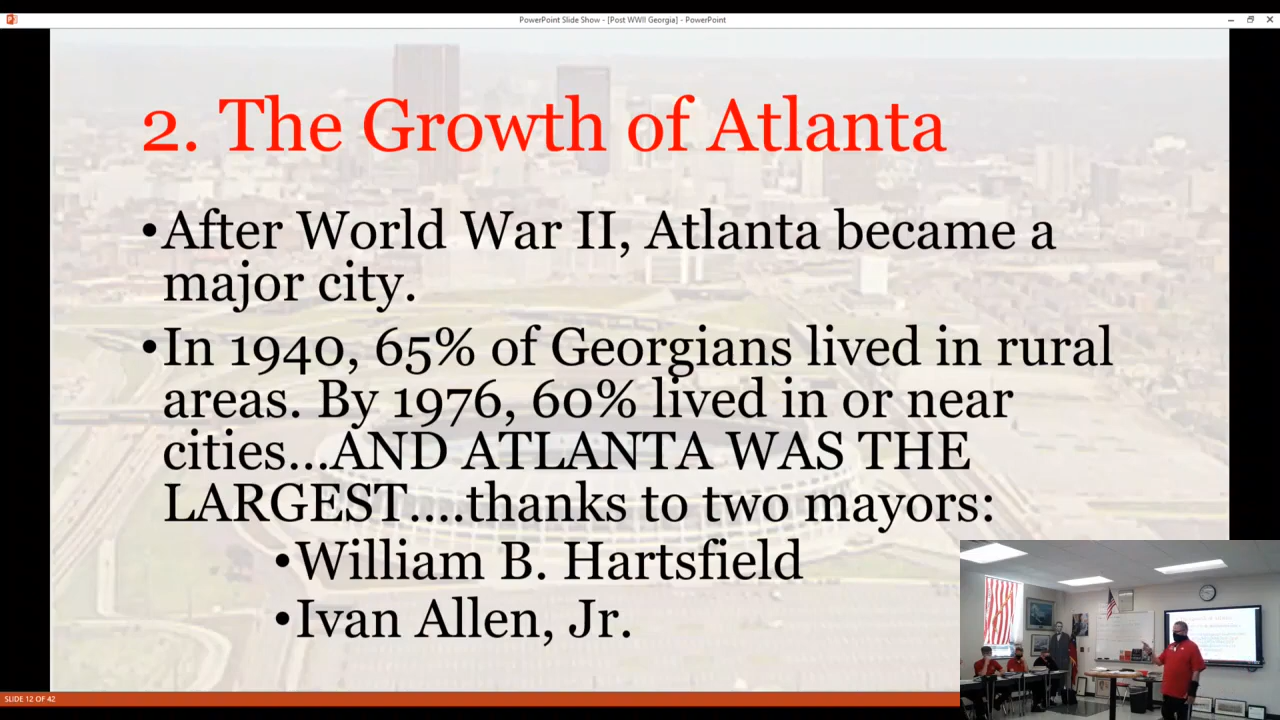 PowerPoint Slide Show - [Post WWII Georgia] - PowerPoint
2. The Growth of Atlanta
•After World War II, Atlanta became a
major city.
•In 1940, 65% of Georgians lived in rural
areas. By 1976, 60% lived in or near
cities...AND ATLANTA WAS THE
LARGEST....thanks to two mayors:
•William B. Hartsfield
•Ivan Allen, Jr.
SLIDE 12 OF 42